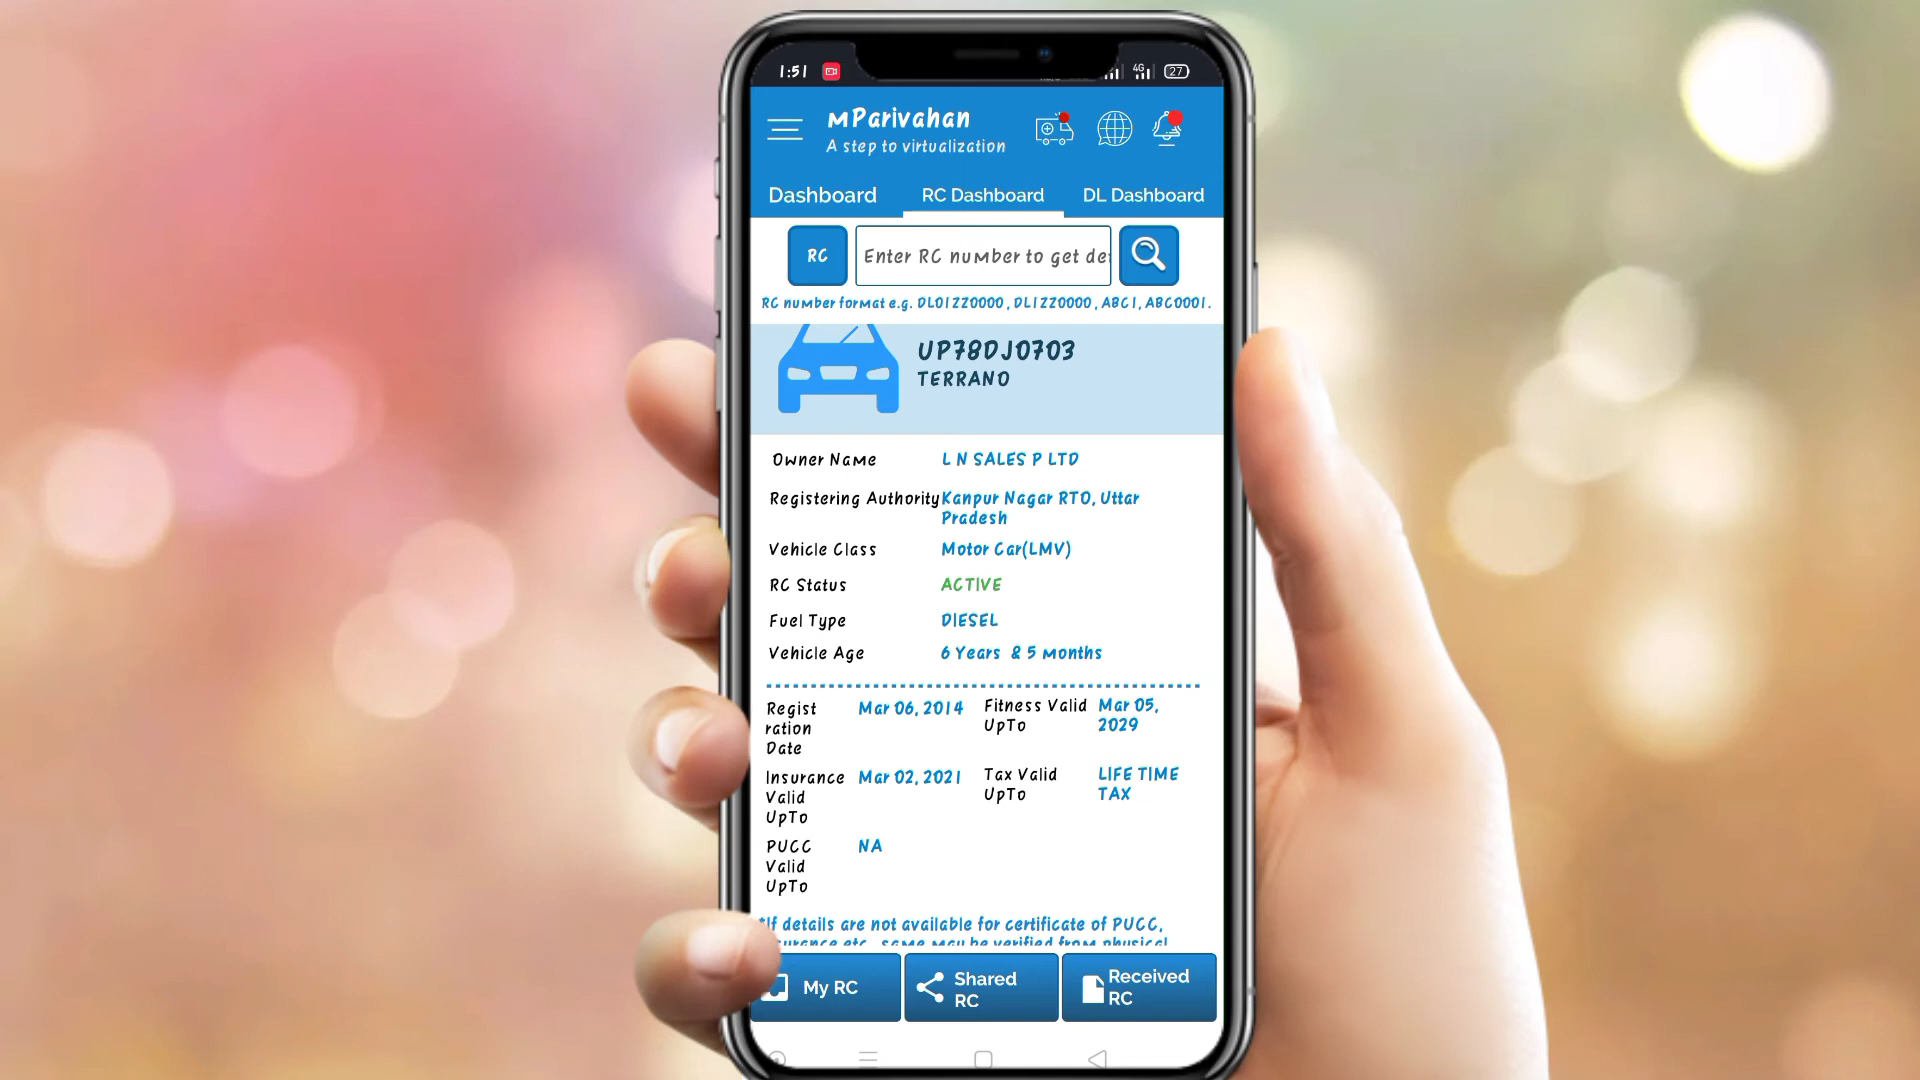 1:51
4G
27
mParivahan
A step to virtualization
Dashboard
RC Dashboard
DL Dashboard
RC
Enter RC number to get
RC number format e.g. DL01ZZ0000, DL1ZZ0000, ABC1, ABC0001.
UP78DJ0703
TERRANO
Owner Name
L N SALES P LTD
Registering Authority
Kanpur Nagar RTO, Uttar
Pradesh
Vehicle Class
Motor Car(LMV)
RC Status
ACTIVE
Fuel Type
DIESEL
Vehicle Age
6 Years & 5 months
Regist
ration
Date
Mar 06, 2014
Fitness Valid
UpTo
Mar 05,
2029
Insurance
Valid
UpTo
Mar 02, 2021
Tax Valid
UpTo
LIFE TIME
TAX
PUCC
Valid
UpTo
NA
*If details are not available for certificate of PUCC,
etc. same may be verified from physical
My RC
Shared
RC
Received
RC